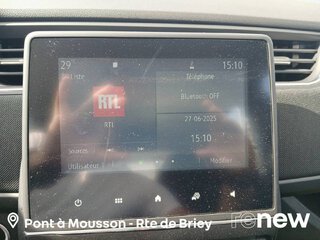 29
15:10
Liste
Téléphone
Bluetooth OFF
RTL
RTL
27-06-2025
15:10
Sources
Utilisateur
Modifier
Pont à Mousson - Rte de Briey
renew